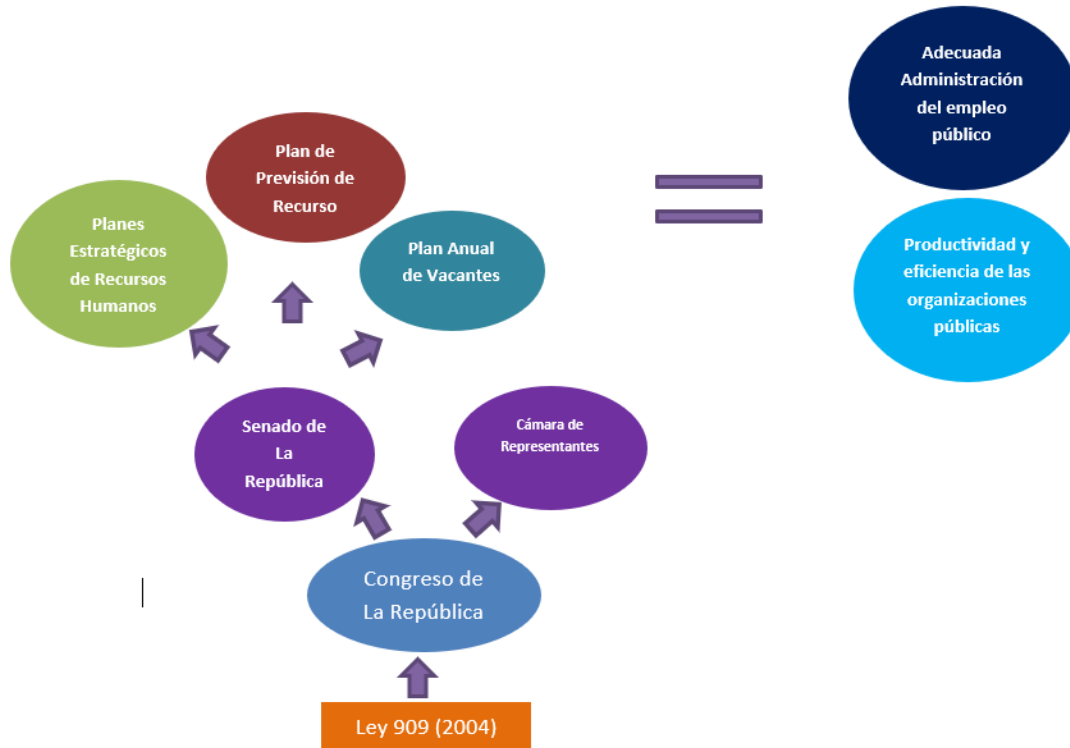 Adecuada
Administración
del empleo
público
Plan de
Previsión de
Recurso
Planes
Estratégicos
de Recursos
Humanos
Plan Anual
de Vacantes
Productividad y
eficiencia de las
organizaciones
públicas
Senado de
La
República
Cámara de
Representantes
Congreso de
La República
Ley 909 (2004)